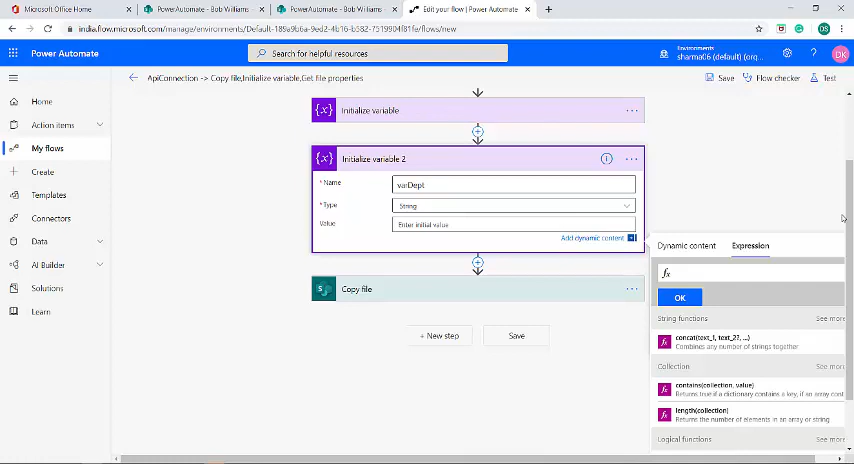 Microsoft Office Home
PowerAutomate - Bob Williams -
PowerAutomate - Bob Williams -
Edit your flow | Power Automate
india.flow.microsoft.com/manage/environments/Default-189a9b6a-9ed2-4b16-b582-7519904f81fe/flows/new
DS
Power Automate
Search for helpful resources
Environments
sharma06 (default) (org...
DK
ApiConnection -> Copy file,Initialize variable,Get file properties
Save
Flow checker
Test
Home
Action items
My flows
Create
Templates
Connectors
Data
AI Builder
Solutions
Learn
{x} Initialize variable ...
{x} Initialize variable 2 ...
* Name
varDept
* Type
String
Value
Enter initial value
Add dynamic content
S Copy file ...
+ New step
Save
Dynamic content
Expression
fx
OK
String functions
See more
fx concat(text_1, text_2?, ...)
Combines any number of strings together
Collection
See more
fx contains(collection, value)
Returns true if a dictionary contains a key, if an array cont
fx length(collection)
Returns the number of elements in an array or string
Logical functions
See more